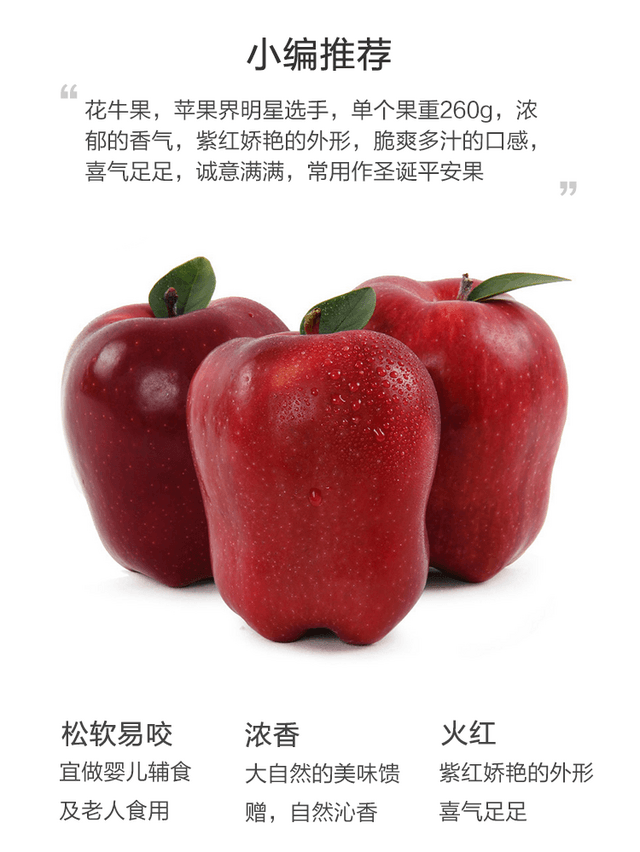 小编推荐
“
花牛果，苹果界明星选手，单个果重260g，浓
郁的香气，紫红娇艳的外形，脆爽多汁的口感，
喜气足足，诚意满满，常用作圣诞平安果
”
松软易咬
宜做婴儿辅食
及老人食用
浓香
大自然的美味馈
赠，自然沁香
火红
紫红娇艳的外形
喜气足足